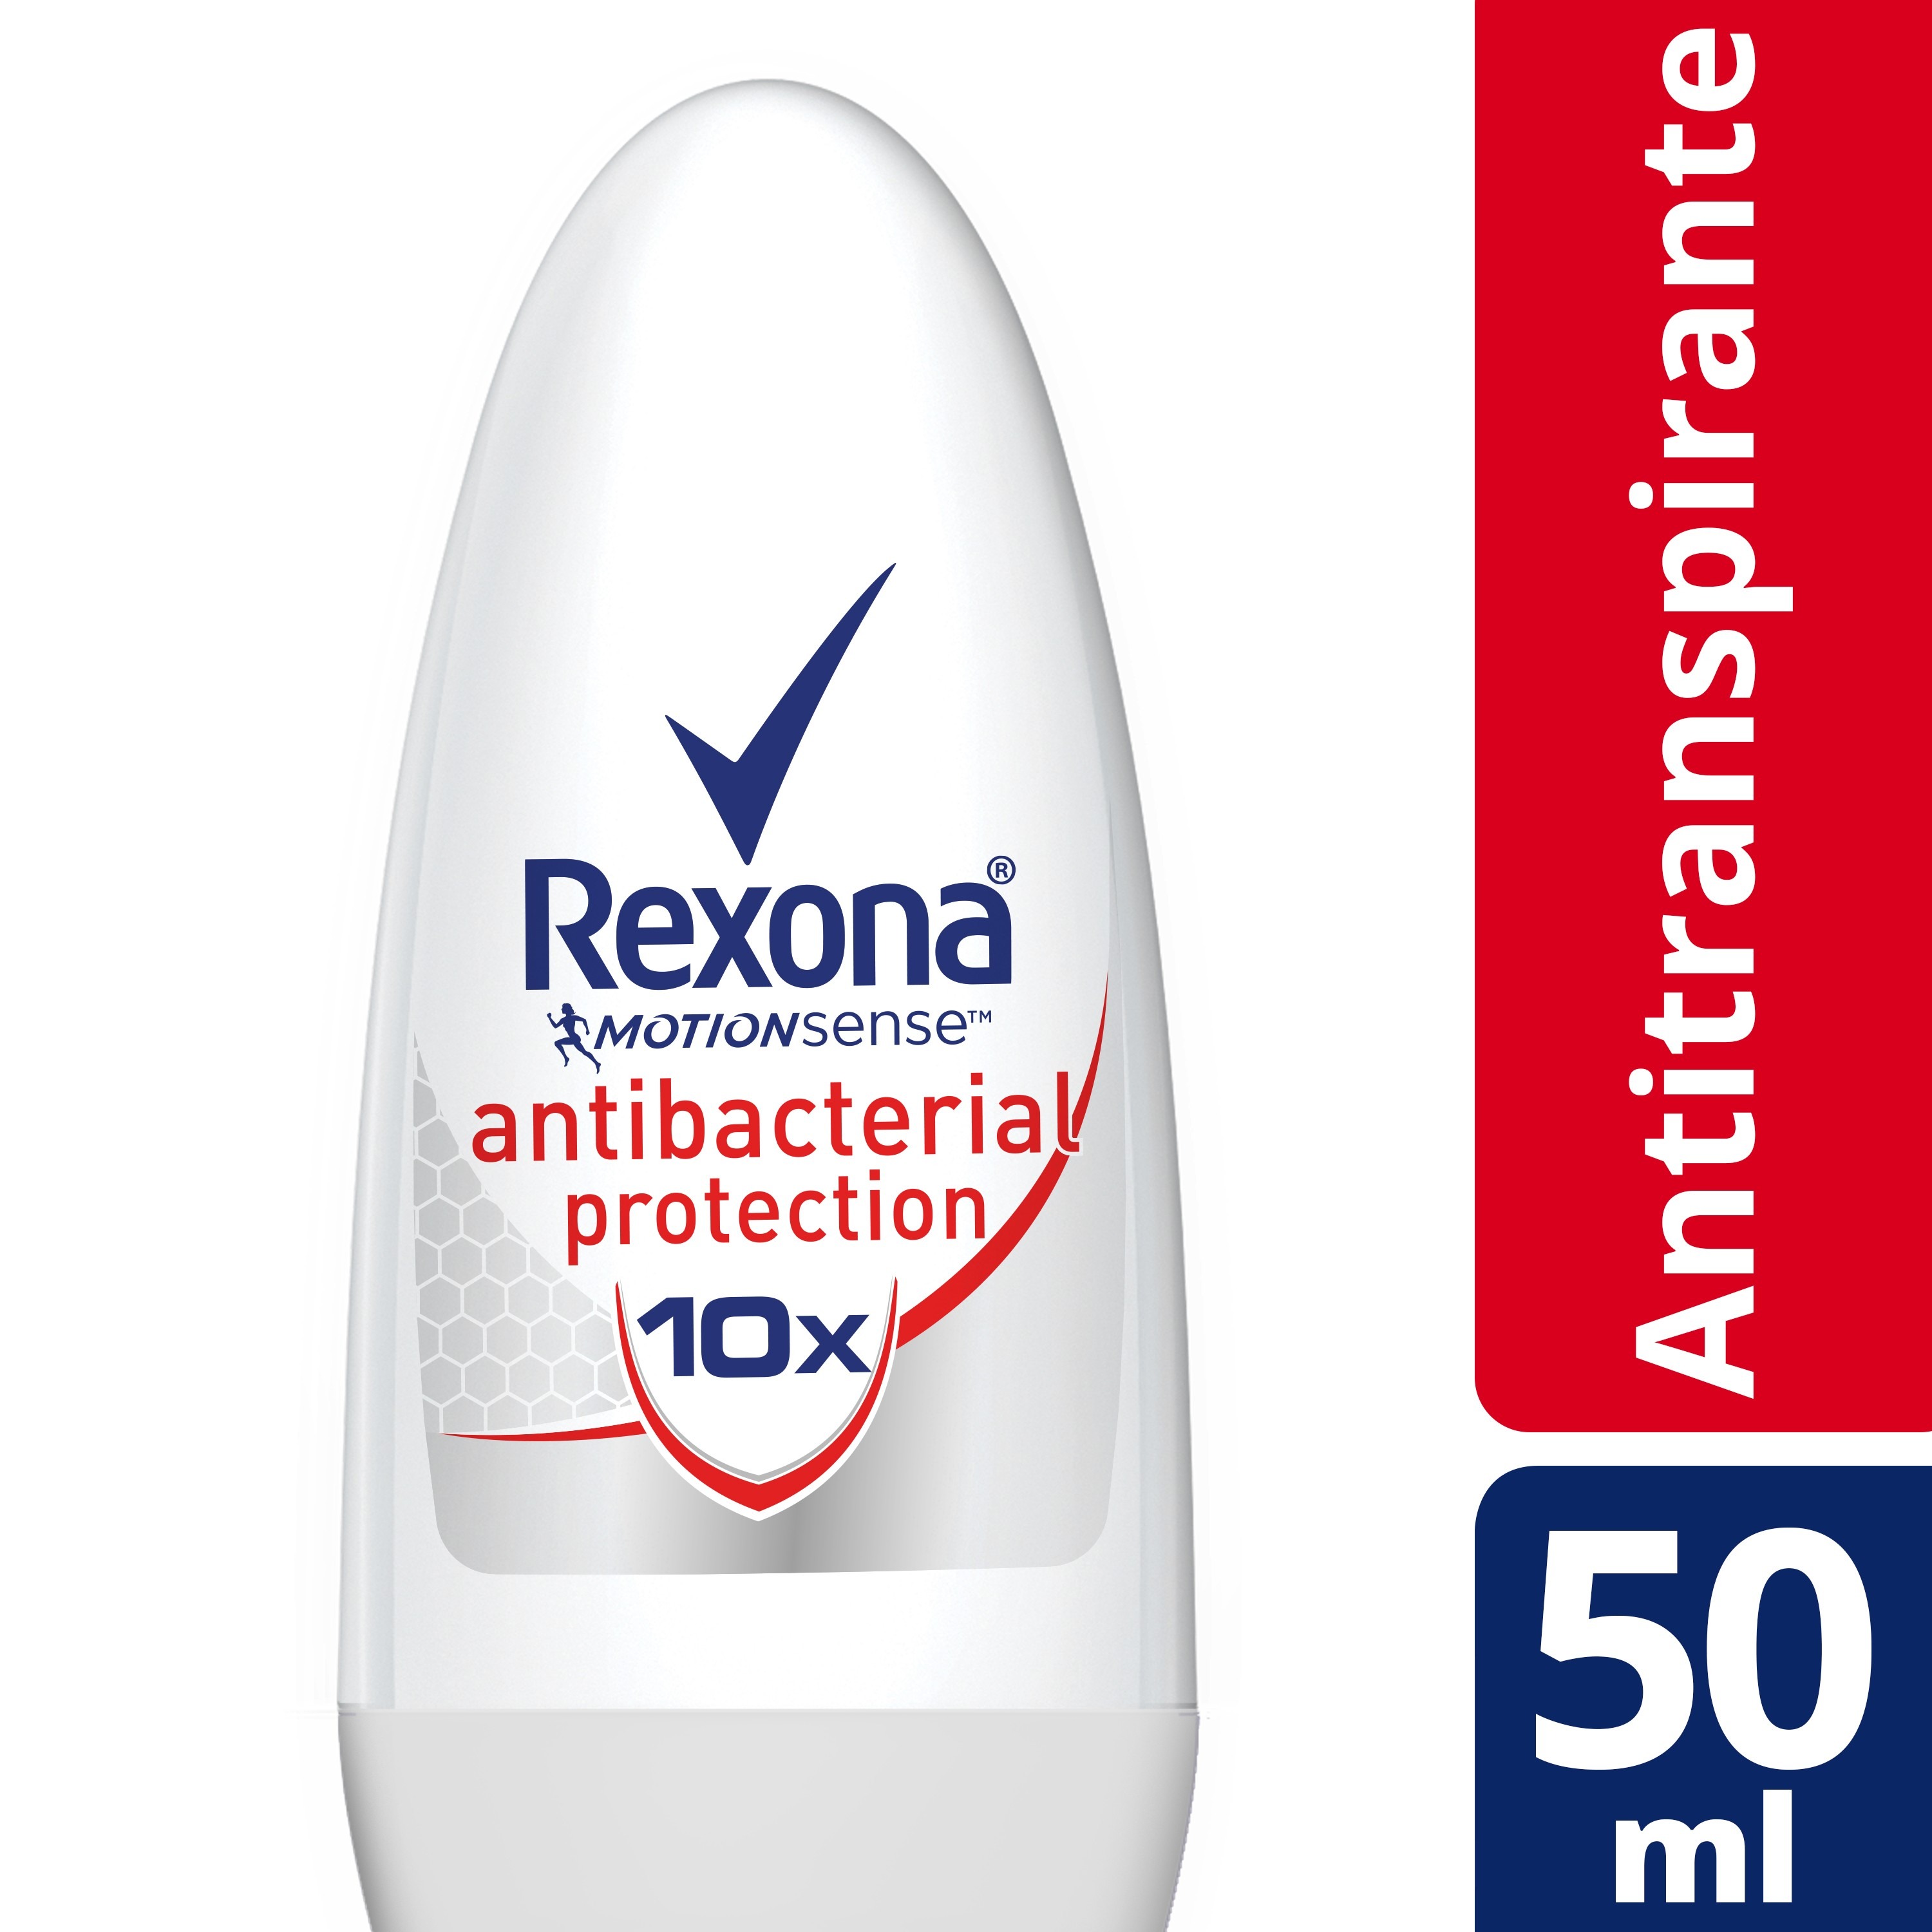 Rexona®
MOTIONsense™
antibacterial
protection
10x
Antitranspirante
50
ml